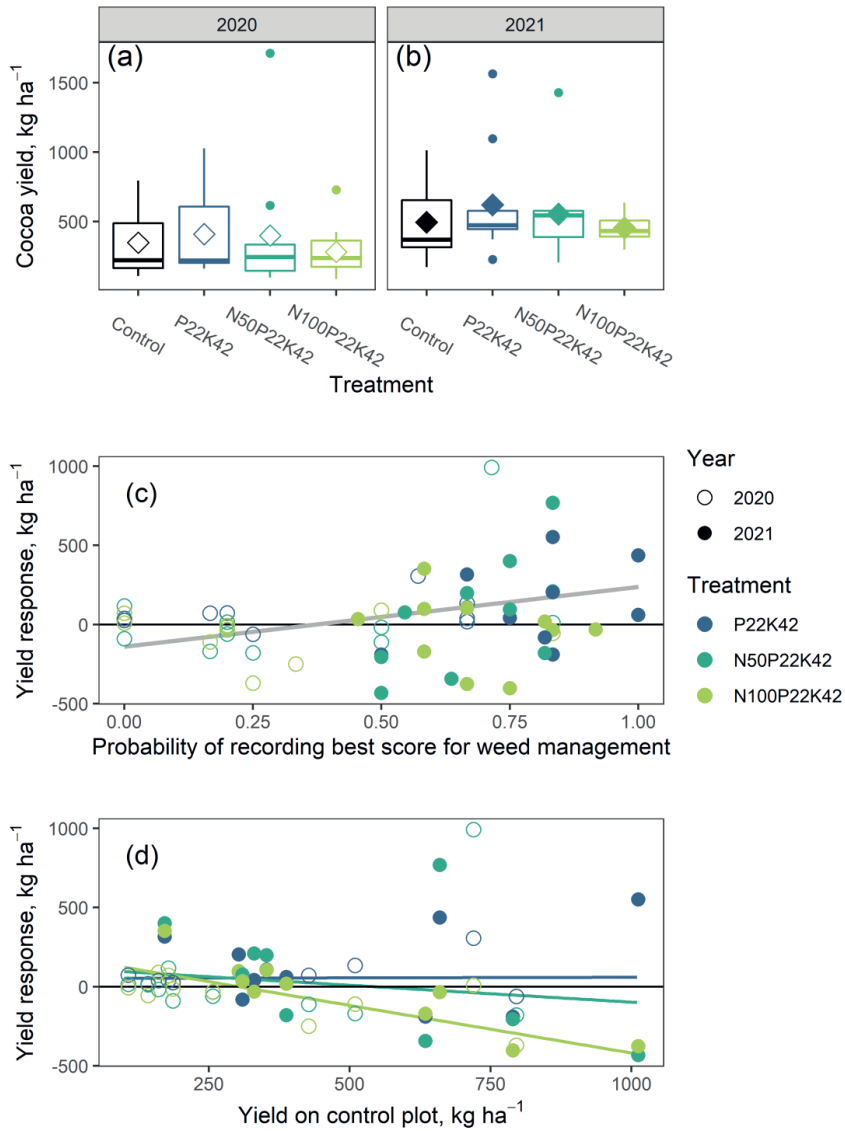 2020 2021
(a) (b)
Cocoa yield, kg ha⁻¹
1500
1000
500
Control P22K42 N50P22K42 N100P22K42 Control P22K42 N50P22K42 N100P22K42
Treatment
(c)
Yield response, kg ha⁻¹
1000
500
0
-500
0.00 0.25 0.50 0.75 1.00
Probability of recording best score for weed management
Year
2020
2021
Treatment
P22K42
N50P22K42
N100P22K42
(d)
Yield response, kg ha⁻¹
1000
500
0
-500
250 500 750 1000
Yield on control plot, kg ha⁻¹